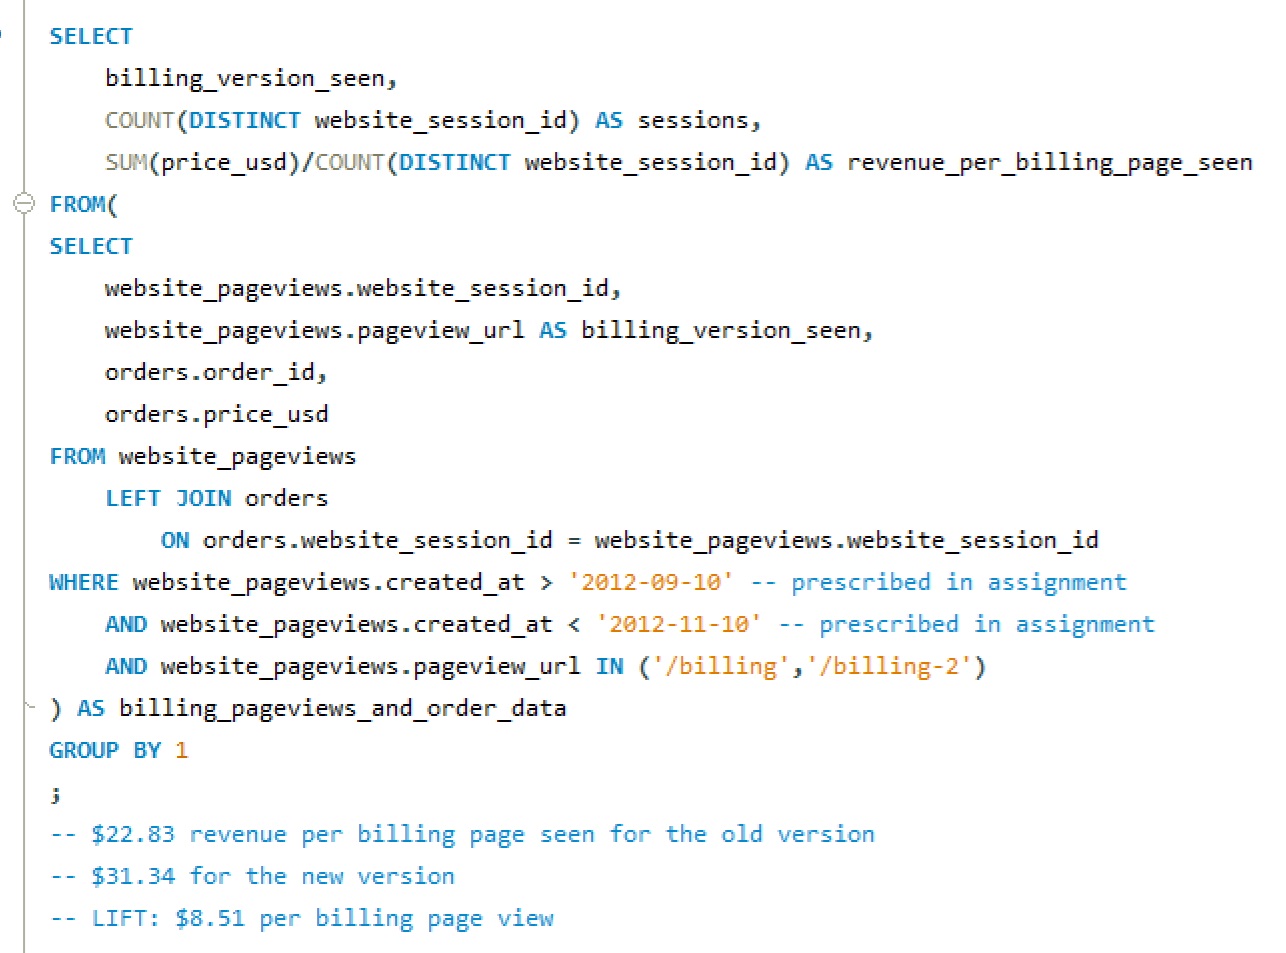 SELECT
billing_version_seen,
COUNT(DISTINCT website_session_id) AS sessions,
SUM(price_usd)/COUNT(DISTINCT website_session_id) AS revenue_per_billing_page_seen
FROM(
SELECT
website_pageviews.website_session_id,
website_pageviews.pageview_url AS billing_version_seen,
orders.order_id,
orders.price_usd
FROM website_pageviews
LEFT JOIN orders
ON orders.website_session_id = website_pageviews.website_session_id
WHERE website_pageviews.created_at > '2012-09-10' -- prescribed in assignment
AND website_pageviews.created_at < '2012-11-10' -- prescribed in assignment
AND website_pageviews.pageview_url IN ('/billing','/billing-2')
) AS billing_pageviews_and_order_data
GROUP BY 1
;
-- $22.83 revenue per billing page seen for the old version
-- $31.34 for the new version
-- LIFT: $8.51 per billing page view